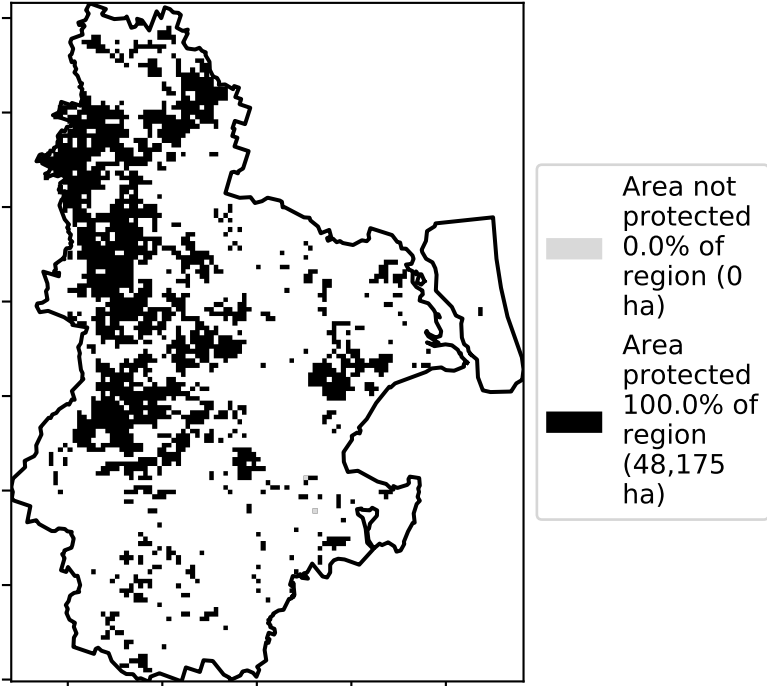 Area not
protected
0.0% of
region (0
ha)
Area
protected
100.0% of
region
(48,175
ha)